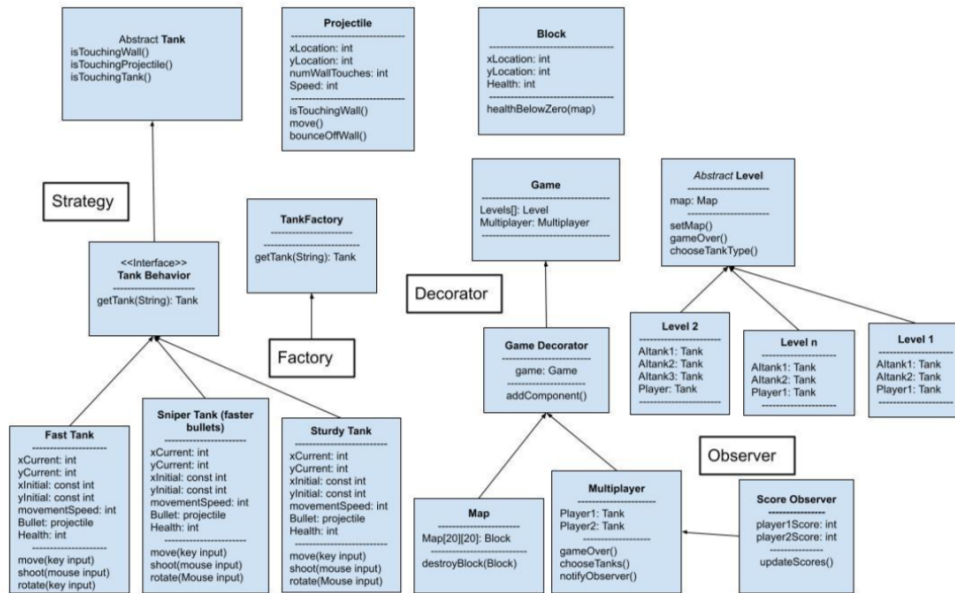 Abstract Tank
isTouchingWall()
isTouchingProjectile()
isTouchingTank()
Projectile
xLocation: int
yLocation: int
numWallTouches: int
Speed: int
------------------------------
isTouchingWall()
move()
bounceOffWall()
Block
xLocation: int
yLocation: int
Health: int
------------------------------
healthBelowZero(map)
Strategy
<<Interface>>
Tank Behavior
------------------------------
getTank(String): Tank
TankFactory
------------------------
------------------------
getTank(String): Tank
Factory
Game
------------------------
Levels[]: Level
Multiplayer: Multiplayer
------------------------------
Decorator
Abstract Level
------------------------
map: Map
------------------------
setMap()
gameOver()
chooseTankType()
Level 2
------------------------
AItank1: Tank
AItank2: Tank
AItank3: Tank
Player: Tank
------------------------
Level n
------------------------
AItank1: Tank
AItank2: Tank
Player1: Tank
------------------------
Level 1
------------------------
AItank1: Tank
AItank2: Tank
Player1: Tank
------------------------
Game Decorator
------------------------
game: Game
------------------------
addComponent()
Fast Tank
------------------------
xCurrent: int
yCurrent: int
xInitial: const int
yInitial: const int
movementSpeed: int
Bullet: projectile
Health: int
------------------------
move(key input)
shoot(mouse input)
rotate(key input)
Sniper Tank (faster
bullets)
------------------------
xCurrent: int
yCurrent: int
xInitial: const int
yInitial: const int
movementSpeed: int
Bullet: projectile
Health: int
------------------------
move(key input)
shoot(mouse input)
rotate(Mouse input)
Sturdy Tank
------------------------
xCurrent: int
yCurrent: int
xInitial: const int
yInitial: const int
movementSpeed: int
Bullet: projectile
Health: int
------------------------
move(key input)
shoot(mouse input)
rotate(Mouse input)
Observer
Map
------------------------
Map[20][20]: Block
------------------------
destroyBlock(Block)
Multiplayer
------------------------
Player1: Tank
Player2: Tank
------------------------
gameOver()
chooseTanks()
notifyObserver()
Score Observer
----------------
player1Score: int
player2Score: int
----------------
updateScores()